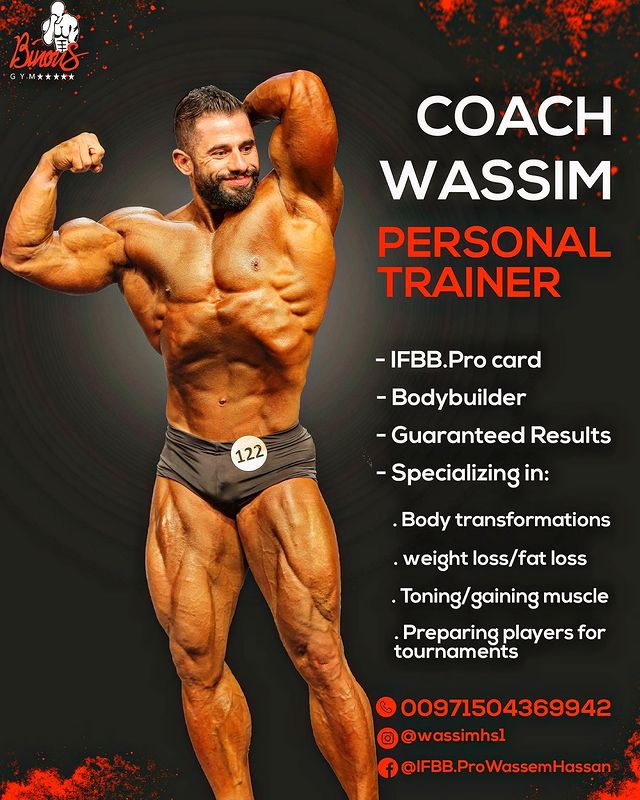 Binous
GYM★★★★★
COACH
WASSIM
PERSONAL
TRAINER
- IFBB.Pro card
- Bodybuilder
- Guaranteed Results
- Specializing in:
. Body transformations
. weight loss/fat loss
. Toning/gaining muscle
. Preparing players for
tournaments
122
00971504369942
@wassimhs1
@IFBB.ProWassemHassan